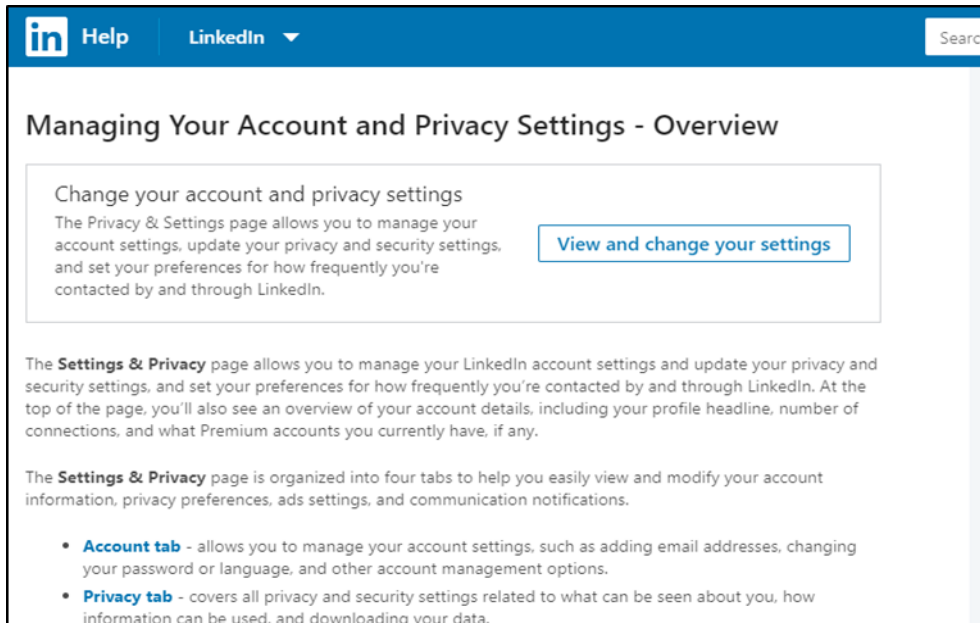 in Help LinkedIn
Searc
Managing Your Account and Privacy Settings - Overview
Change your account and privacy settings
The Privacy & Settings page allows you to manage your
account settings, update your privacy and security settings,
and set your preferences for how frequently you're
contacted by and through LinkedIn.
View and change your settings
The Settings & Privacy page allows you to manage your LinkedIn account settings and update your privacy and
security settings, and set your preferences for how frequently you're contacted by and through LinkedIn. At the
top of the page, you'll also see an overview of your account details, including your profile headline, number of
connections, and what Premium accounts you currently have, if any.
The Settings & Privacy page is organized into four tabs to help you easily view and modify your account
information, privacy preferences, ads settings, and communication notifications.
• Account tab - allows you to manage your account settings, such as adding email addresses, changing
your password or language, and other account management options.
• Privacy tab - covers all privacy and security settings related to what can be seen about you, how
information can be used, and downloading your data.